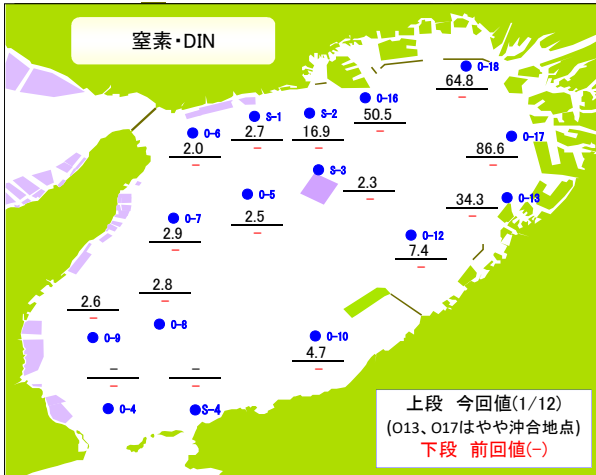 窒素・DIN
O-18
64.8
−
O-16
50.5
−
S-1
2.7
−
S-2
16.9
−
O-6
2.0
−
O-17
86.6
−
S-3
2.3
−
O-5
2.5
−
O-13
34.3
−
O-7
2.9
−
O-12
7.4
−
2.8
−
O-8
2.6
−
O-9
O-10
4.7
−
−
−
O-4
−
−
S-4
上段 今回値(1/12)
(O13、O17はやや沖合地点)
下段 前回値(−)